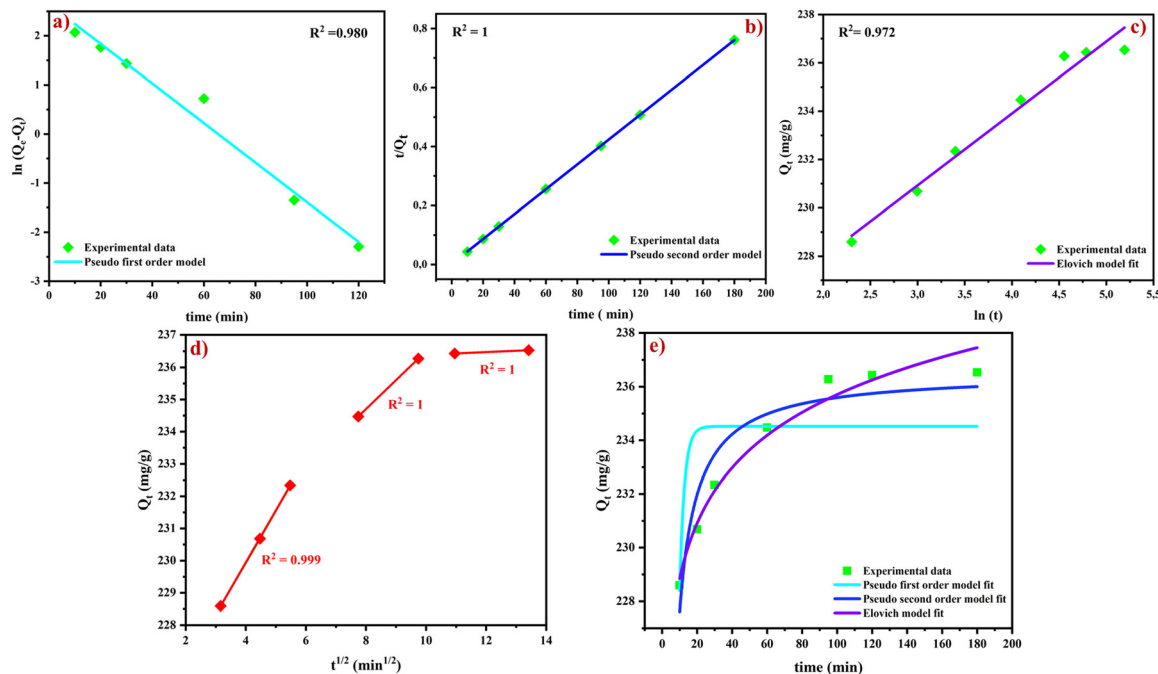 a)
R² =0.980
ln (Qe-Qt)
2
1
0
-1
-2
-3
0 20 40 60 80 100 120
time (min)
Experimental data
Pseudo first order model
b)
R² = 1
t/Qt
0,8
0,6
0,4
0,2
0,0
0 20 40 60 80 100 120 140 160 180 200
time ( min)
Experimental data
Pseudo second order model
c)
R²= 0.972
Qt (mg/g)
238
236
234
232
230
228
2,0 2,5 3,0 3,5 4,0 4,5 5,0 5,5
ln (t)
Experimental data
Elovich model fit
d)
Qt (mg/g)
237
236
235
234
233
232
231
230
229
228
2 4 6 8 10 12 14
t^1/2 (min^1/2)
R² = 1
R² = 1
R² = 0.999
e)
Qt (mg/g)
238
236
234
232
230
228
0 20 40 60 80 100 120 140 160 180 200
time (min)
Experimental data
Pseudo first order model fit
Pseudo second order model fit
Elovich model fit